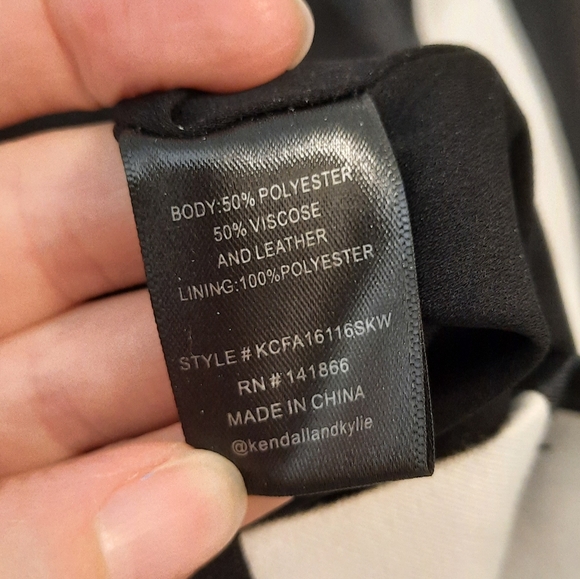 BODY:50% POLYESTER
50% VISCOSE
AND LEATHER
LINING:100%POLYESTER
STYLE # KCFA16116SKW
RN # 141866
MADE IN CHINA
@kendallandkylie